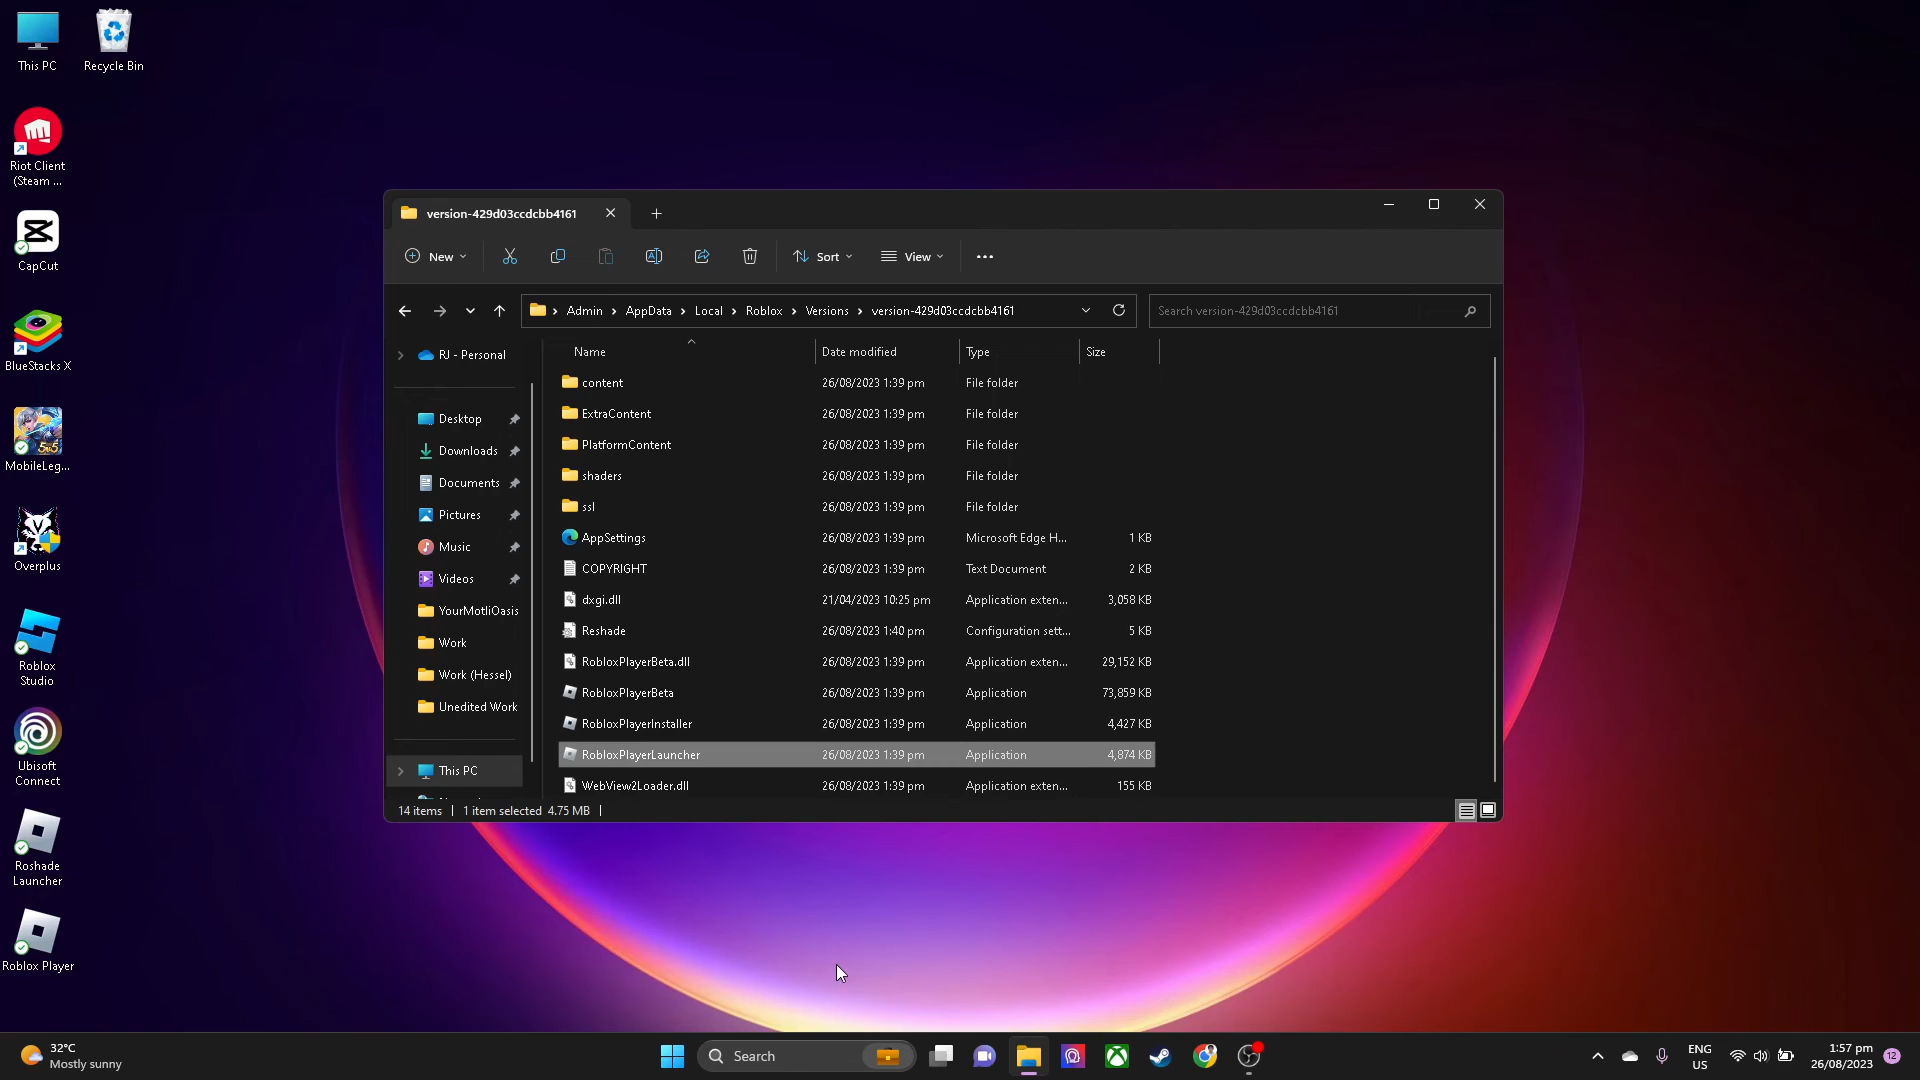 This PC
Recycle Bin
Riot Client
(Steam ...
CapCut
BlueStacks X
MobileLeg...
Overplus
Roblox
Studio
Ubisoft
Connect
Roshade
Launcher
Roblox Player
version-429d03ccdcbb4161
New
Sort
View
Admin > AppData > Local > Roblox > Versions > version-429d03ccdcbb4161
Search version-429d03ccdcbb4161
RJ - Personal
Desktop
Downloads
Documents
Pictures
Music
Videos
YourMotliOasis
Work
Work (Hessel)
Unedited Work
This PC
Name Date modified Type Size
content 26/08/2023 1:39 pm File folder
ExtraContent 26/08/2023 1:39 pm File folder
PlatformContent 26/08/2023 1:39 pm File folder
shaders 26/08/2023 1:39 pm File folder
ssl 26/08/2023 1:39 pm File folder
AppSettings 26/08/2023 1:39 pm Microsoft Edge H... 1 KB
COPYRIGHT 26/08/2023 1:39 pm Text Document 2 KB
dxgi.dll 21/04/2023 10:25 pm Application exten... 3,058 KB
Reshade 26/08/2023 1:40 pm Configuration sett... 5 KB
RobloxPlayerBeta.dll 26/08/2023 1:39 pm Application exten... 29,152 KB
RobloxPlayerBeta 26/08/2023 1:39 pm Application 73,859 KB
RobloxPlayerInstaller 26/08/2023 1:39 pm Application 4,427 KB
RobloxPlayerLauncher 26/08/2023 1:39 pm Application 4,874 KB
WebView2Loader.dll 26/08/2023 1:39 pm Application exten... 155 KB
14 items | 1 item selected 4.75 MB |
32°C
Mostly sunny
Search
ENG
US
1:57 pm
26/08/2023
12